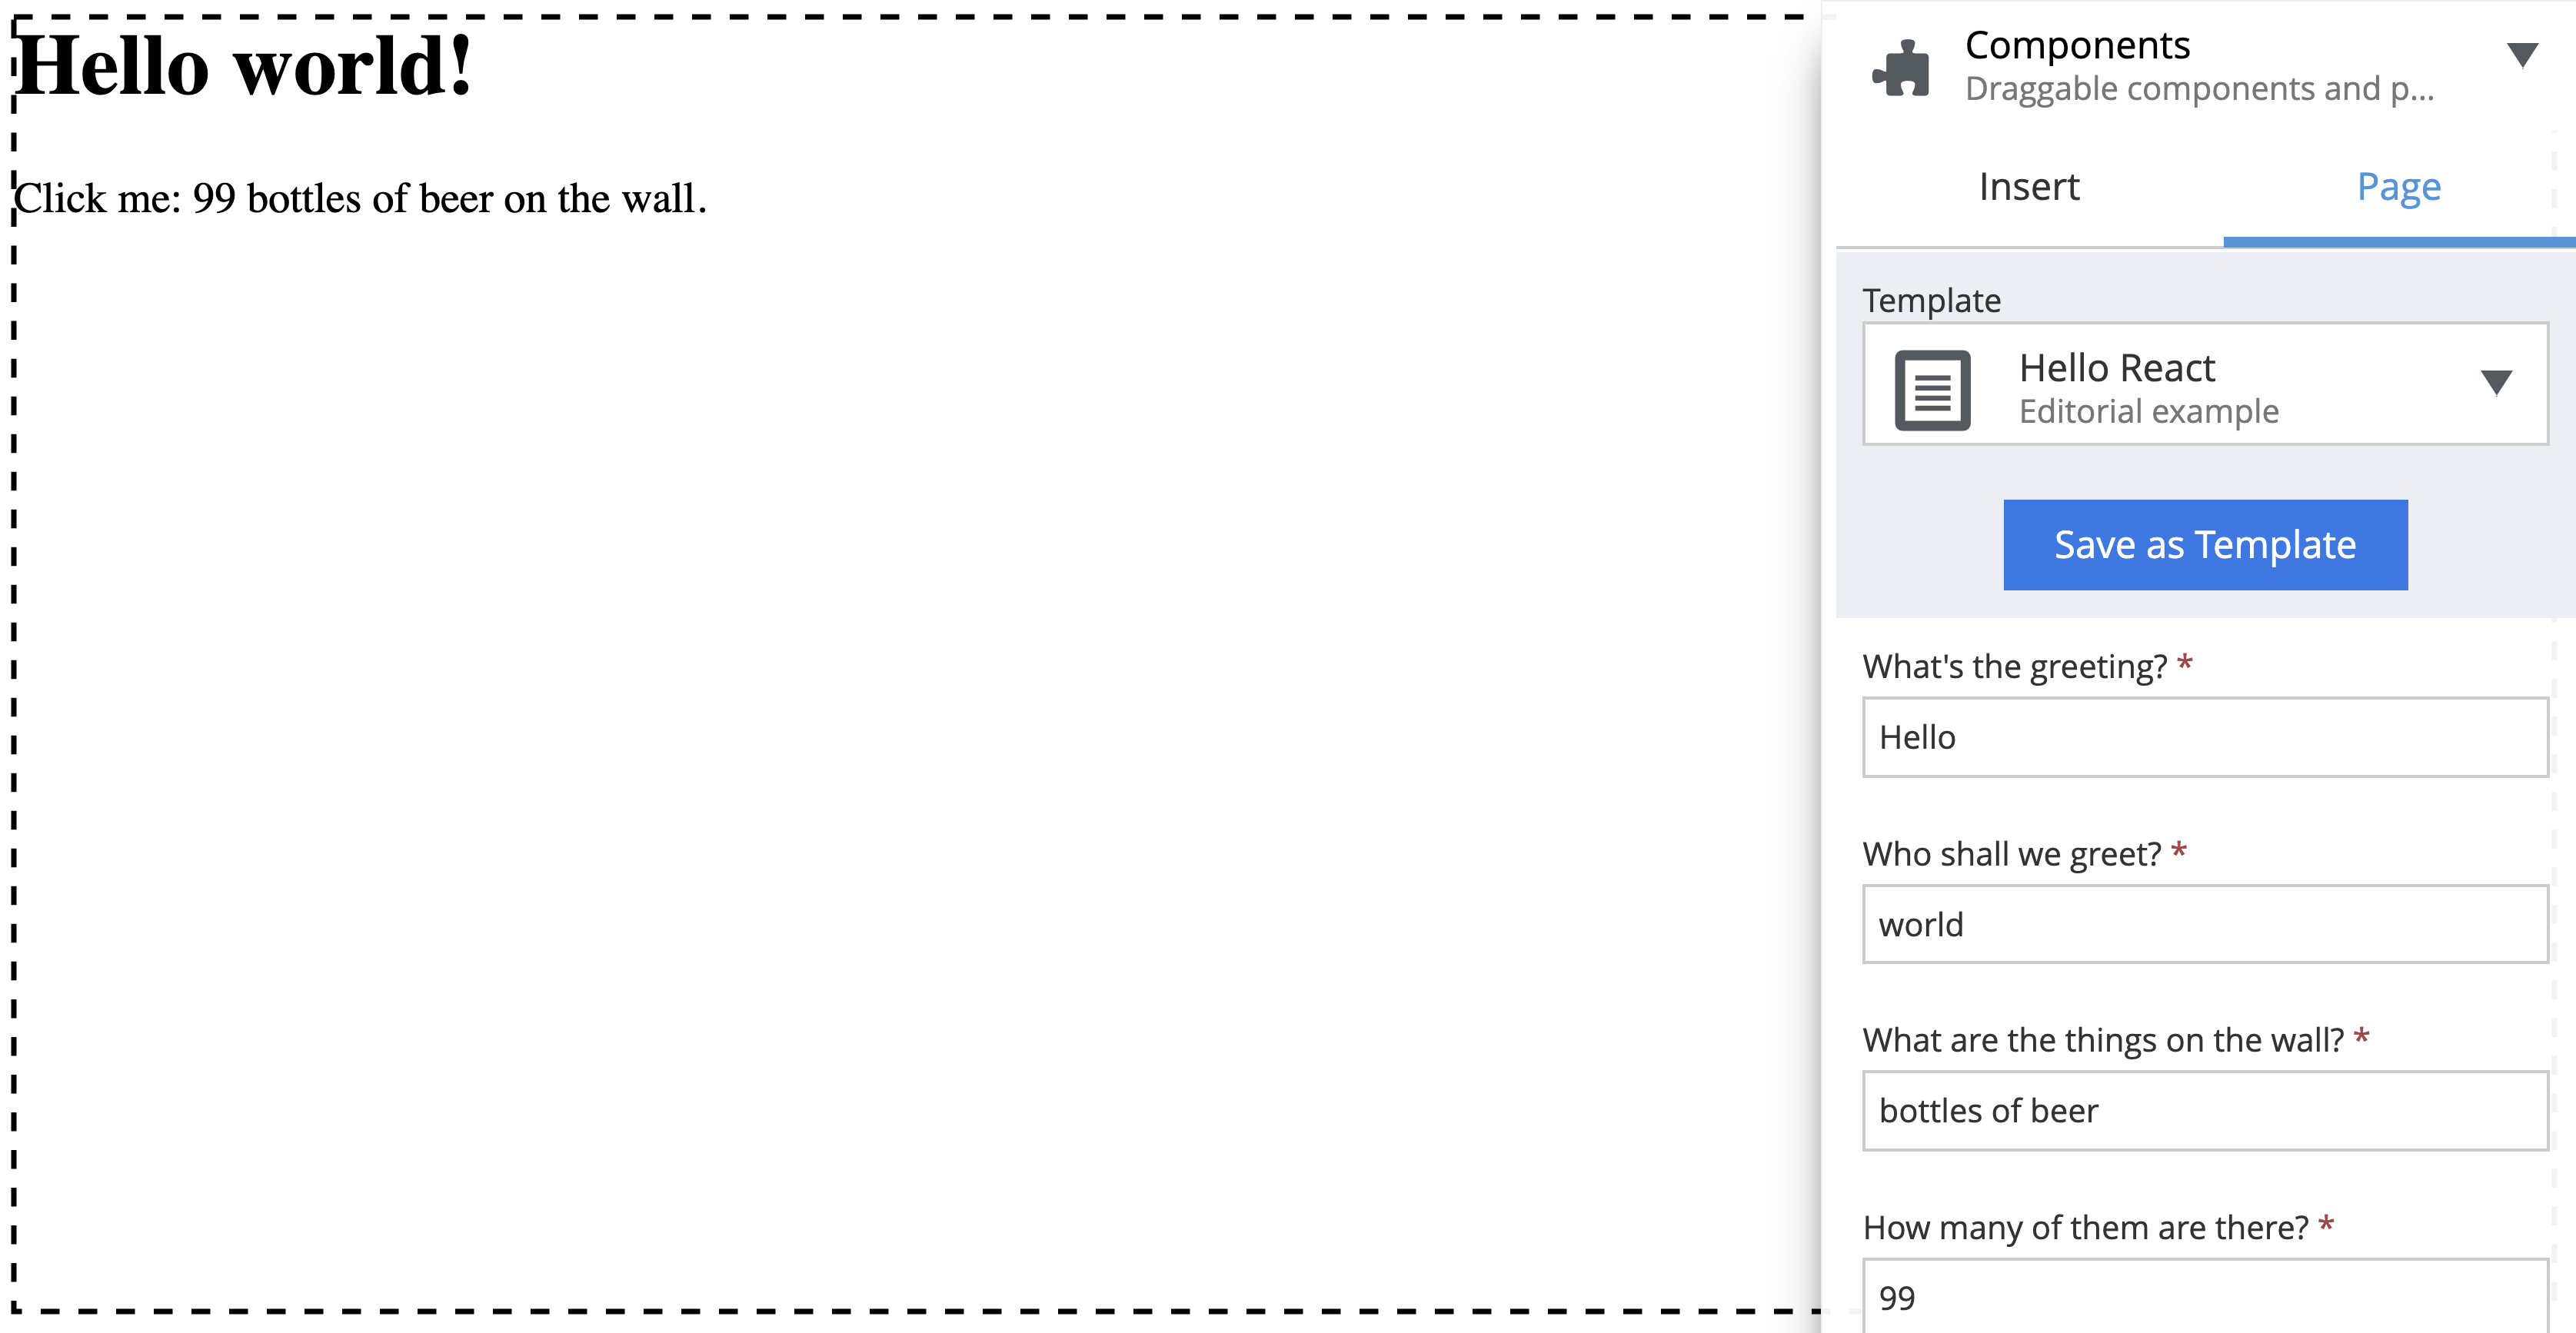 Hello world!
Click me: 99 bottles of beer on the wall.
Components
Draggable components and p...
Insert
Page
Template
Hello React
Editorial example
Save as Template
What's the greeting? *
Hello
Who shall we greet? *
world
What are the things on the wall? *
bottles of beer
How many of them are there? *
99